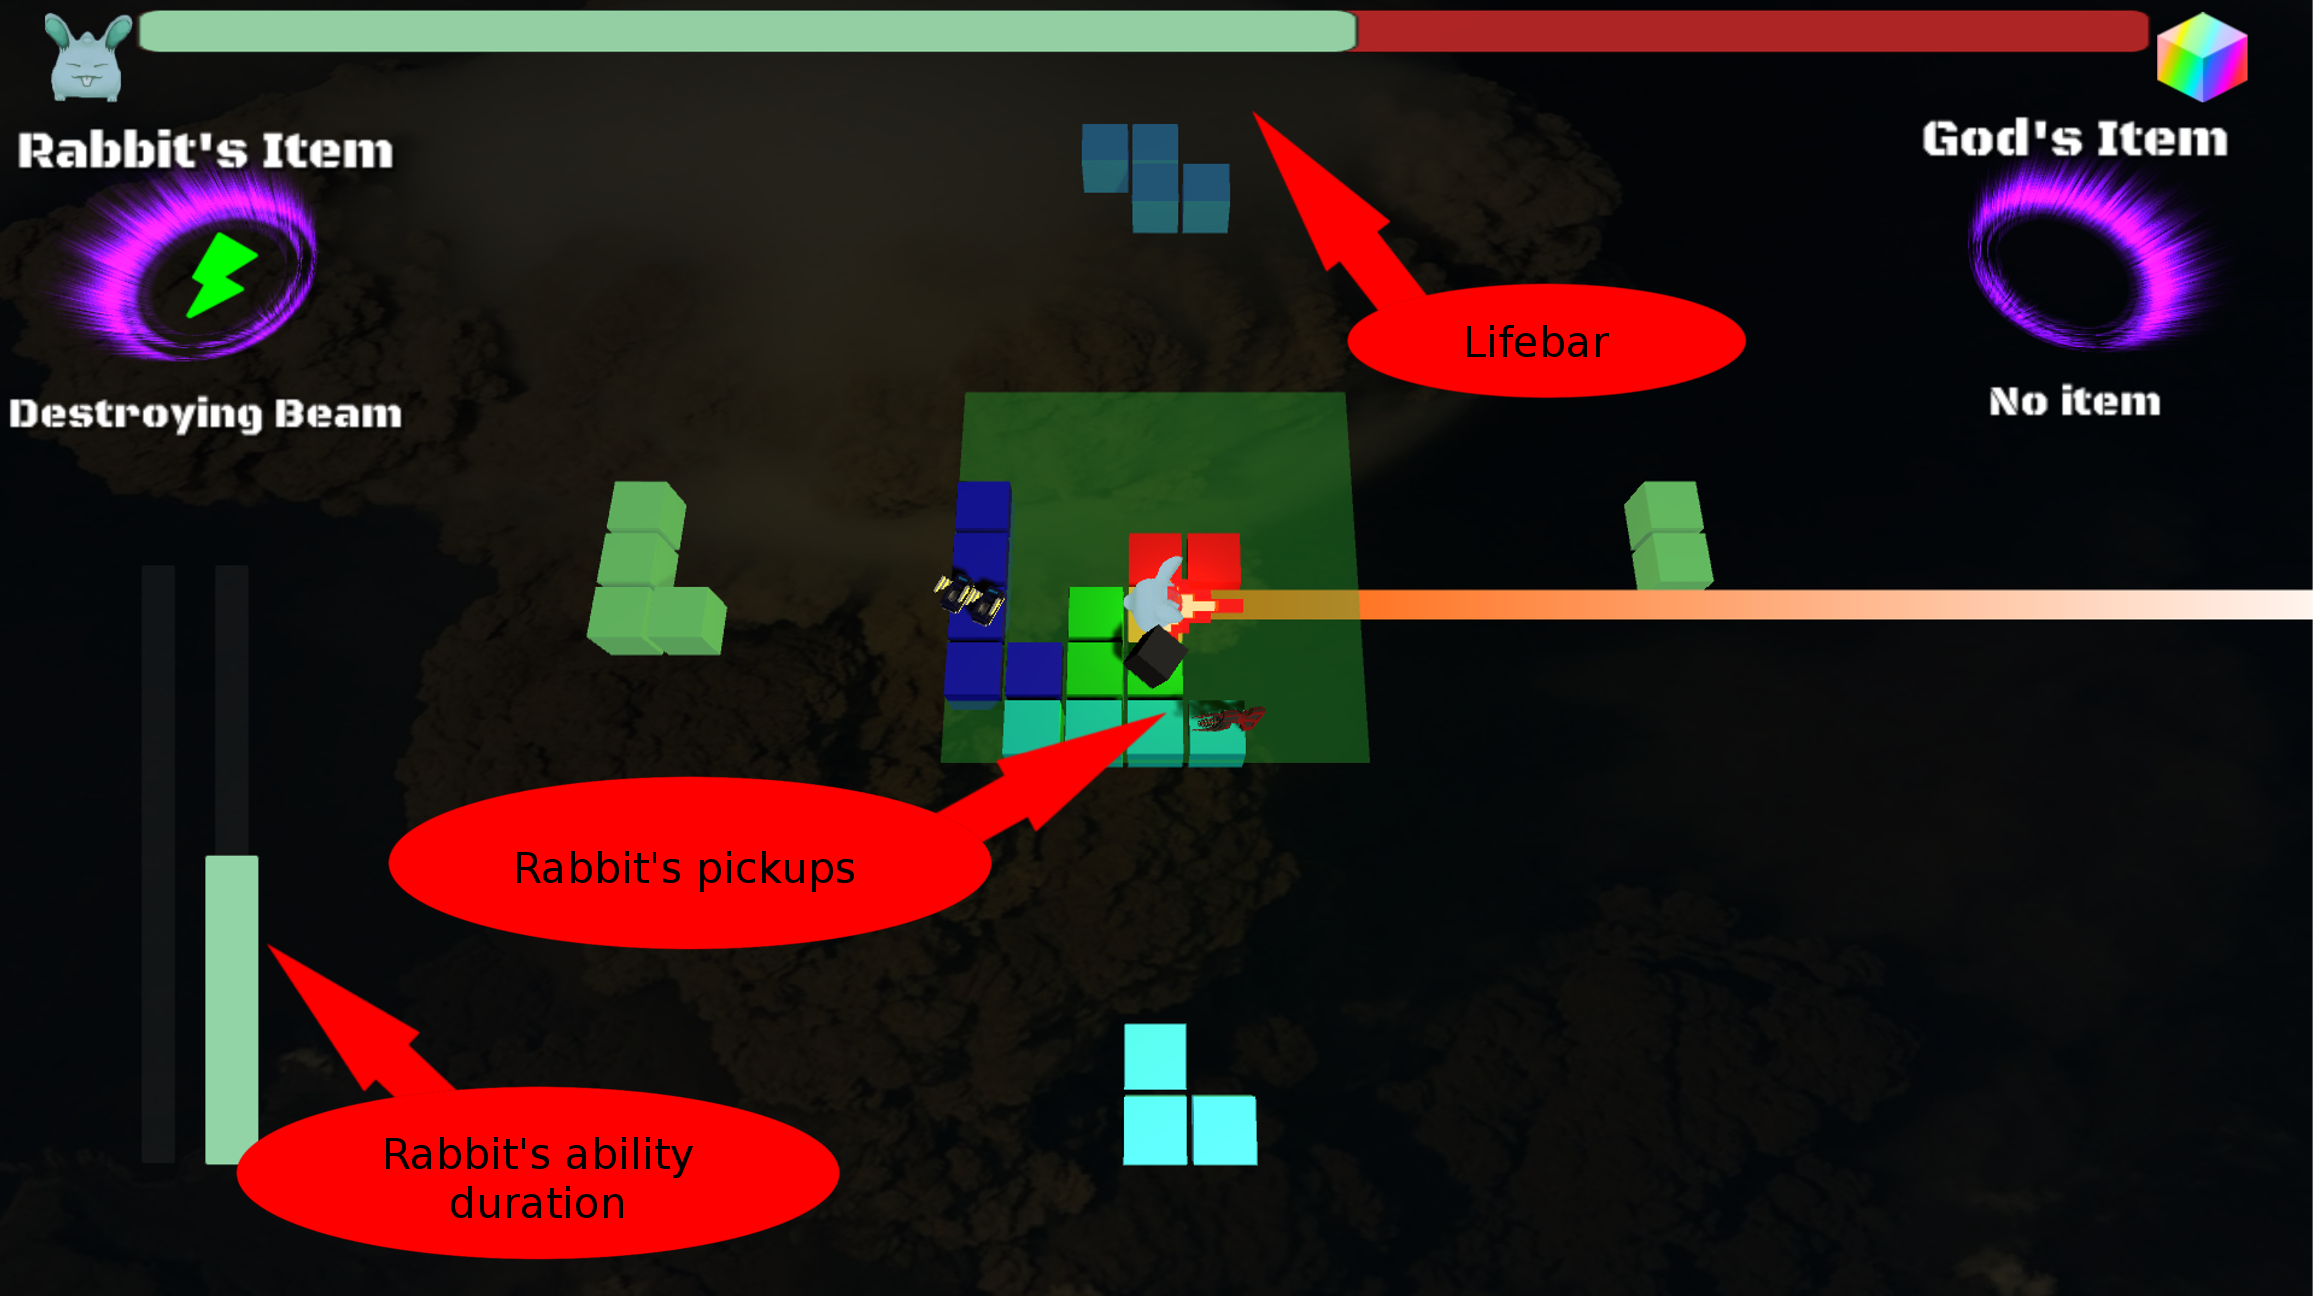 Rabbit's Item
God's Item
Lifebar
Destroying Beam
No item
Rabbit's pickups
Rabbit's ability
duration